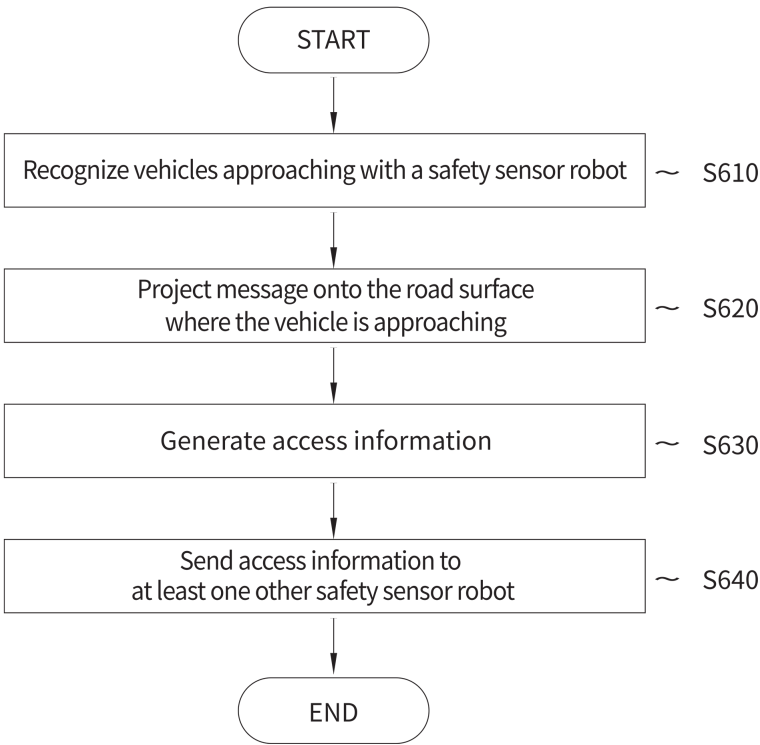 START
Recognize vehicles approaching with a safety sensor robot ~ S610
Project message onto the road surface
where the vehicle is approaching ~ S620
Generate access information ~ S630
Send access information to
at least one other safety sensor robot ~ S640
END